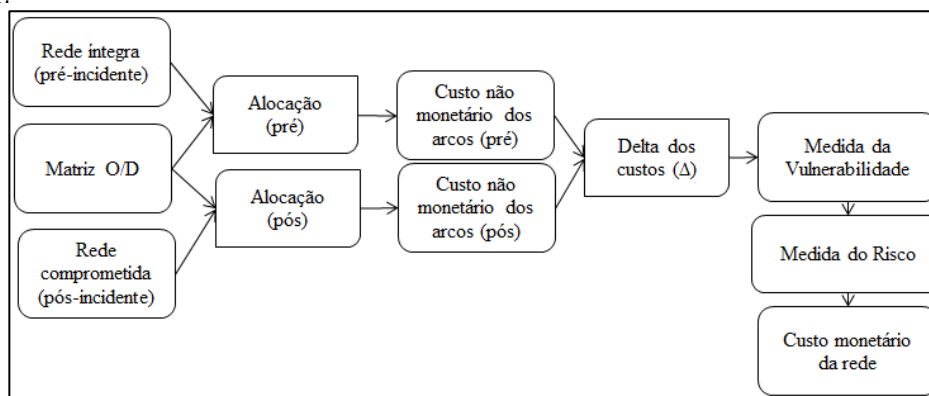 Rede íntegra
(pré-incidente)
Matriz O/D
Rede
comprometida
(pós-incidente)
Alocação
(pré)
Alocação
(pós)
Custo não
monetário dos
arcos (pré)
Custo não
monetário dos
arcos (pós)
Delta dos
custos (Δ)
Medida da
Vulnerabilidade
Medida do Risco
Custo monetário
da rede